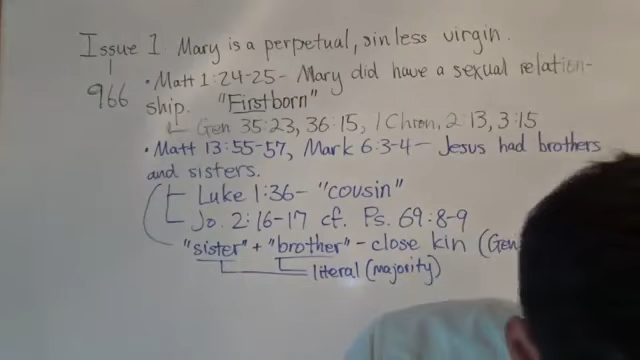 Issue 1. Mary is a perpetual, sinless virgin.
966
• Matt 1:24-25 - Mary did have a sexual relation-
ship. "Firstborn"
Gen 35:23, 36:15, 1 Chron. 2:13, 3:15
• Matt 13:55-57, Mark 6:3-4 - Jesus had brothers
and sisters.
Luke 1:36 - "cousin"
Jo. 2:16-17 cf. Ps. 69:8-9
"sister" + "brother" - close kin (Gen
literal (majority)